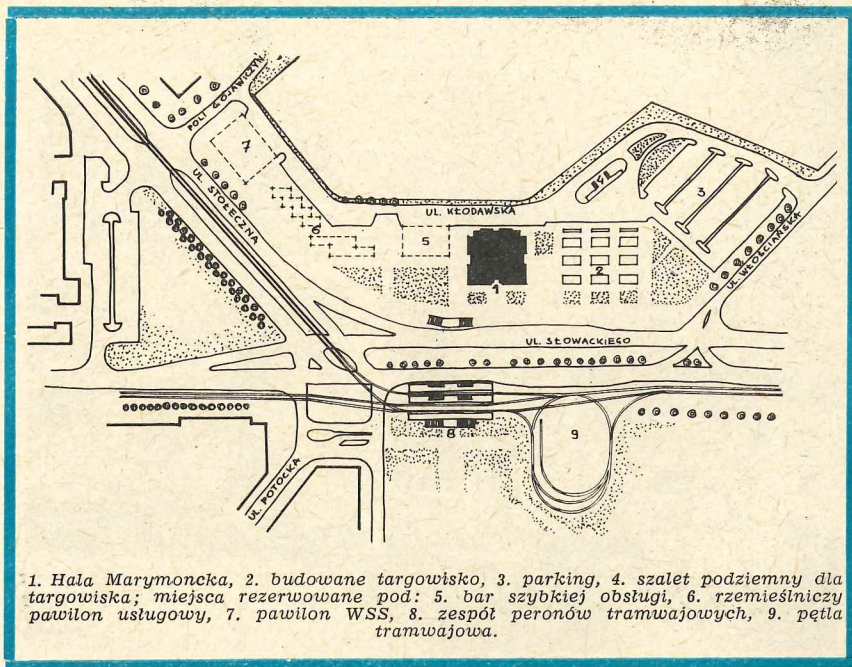 POLI GOJAWICZYŃ
7
UL. STOŁECZNA
3
UL. KŁODAWSKA
6
5
UL. WŁOŚCIAŃSKA
1
2
UL. SŁOWACKIEGO
8
9
UL. POTOCKA
1. Hala Marymoncka, 2. budowane targowisko, 3. parking, 4. szalet podziemny dla
targowiska; miejsca rezerwowane pod: 5. bar szybkiej obsługi, 6. rzemieślniczy
pawilon usługowy, 7. pawilon WSS, 8. zespół peronów tramwajowych, 9. pętla
tramwajowa.